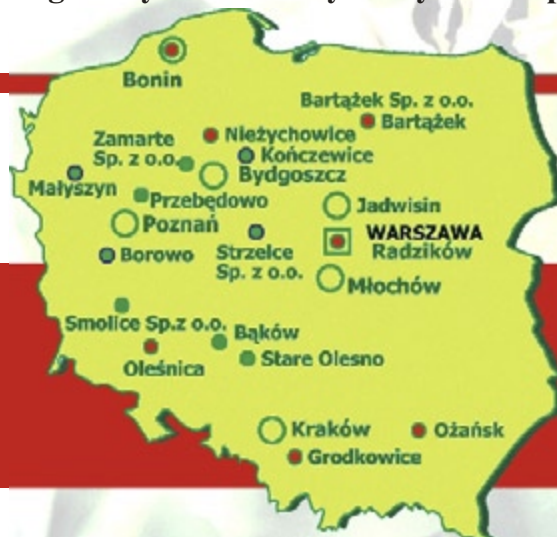 Bonin
Bartążek Sp. z o.o.
Bartążek
Nieżychowice
Zamarte
Sp. z o.o.
Kończewice
Bydgoszcz
Małyszyn
Przebędowo
Jadwisin
Poznań
WARSZAWA
Radzików
Borowo
Strzelce
Sp. z o.o.
Młochów
Smolice Sp.z o.o.
Bąków
Oleśnica
Stare Olesno
Kraków
Ożańsk
Grodkowice